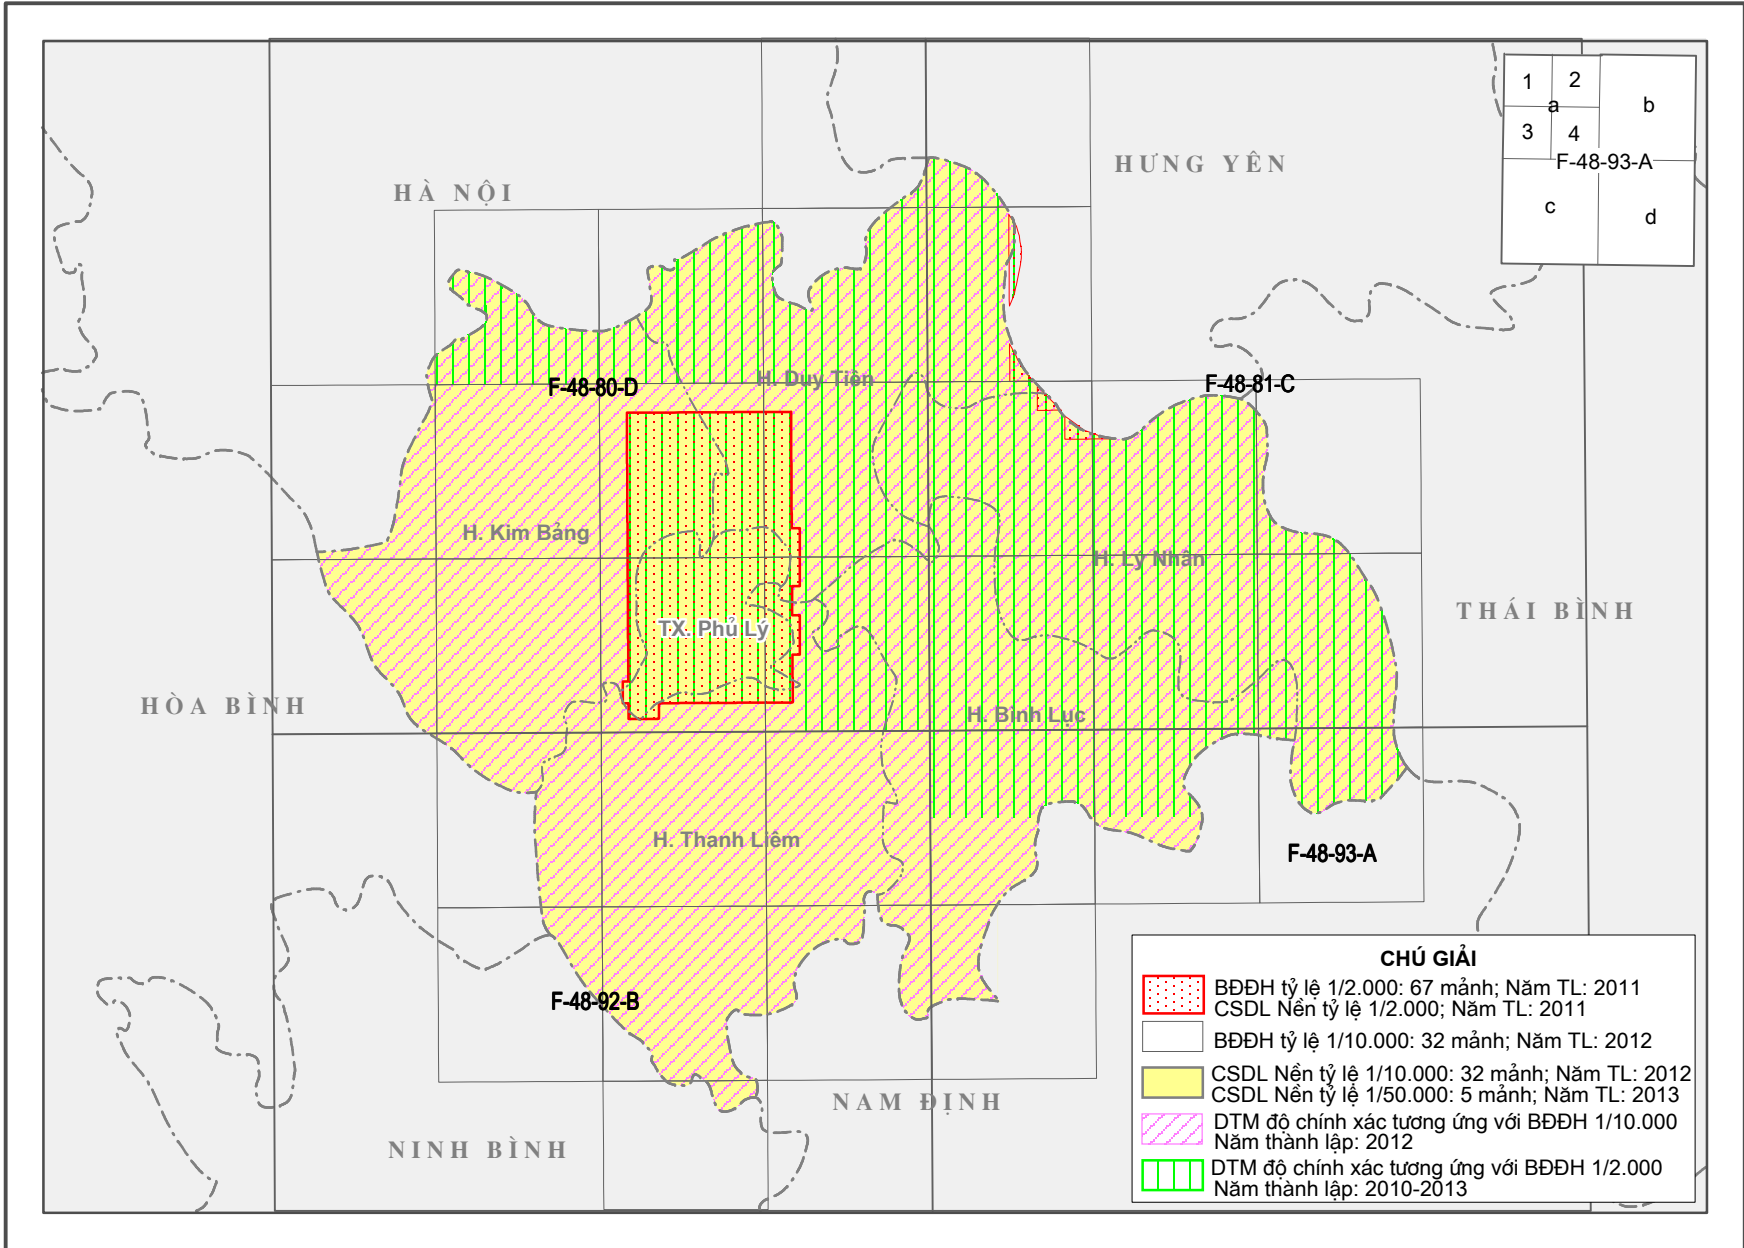 1
2
a
b
3
4
F-48-93-A
c
d
HƯNG YÊN
HÀ NỘI
H. Duy Tiên
F-48-80-D
F-48-81-C
H. Kim Bảng
H. Lý Nhân
THÁI BÌNH
TX. Phủ Lý
HÒA BÌNH
H. Bình Lục
H. Thanh Liêm
F-48-93-A
F-48-92-B
NAM ĐỊNH
NINH BÌNH
CHÚ GIẢI
BĐĐH tỷ lệ 1/2.000: 67 mảnh; Năm TL: 2011
CSDL Nền tỷ lệ 1/2.000; Năm TL: 2011
BĐĐH tỷ lệ 1/10.000: 32 mảnh; Năm TL: 2012
CSDL Nền tỷ lệ 1/10.000: 32 mảnh; Năm TL: 2012
CSDL Nền tỷ lệ 1/50.000: 5 mảnh; Năm TL: 2013
DTM độ chính xác tương ứng với BĐĐH 1/10.000
Năm thành lập: 2012
DTM độ chính xác tương ứng với BĐĐH 1/2.000
Năm thành lập: 2010-2013